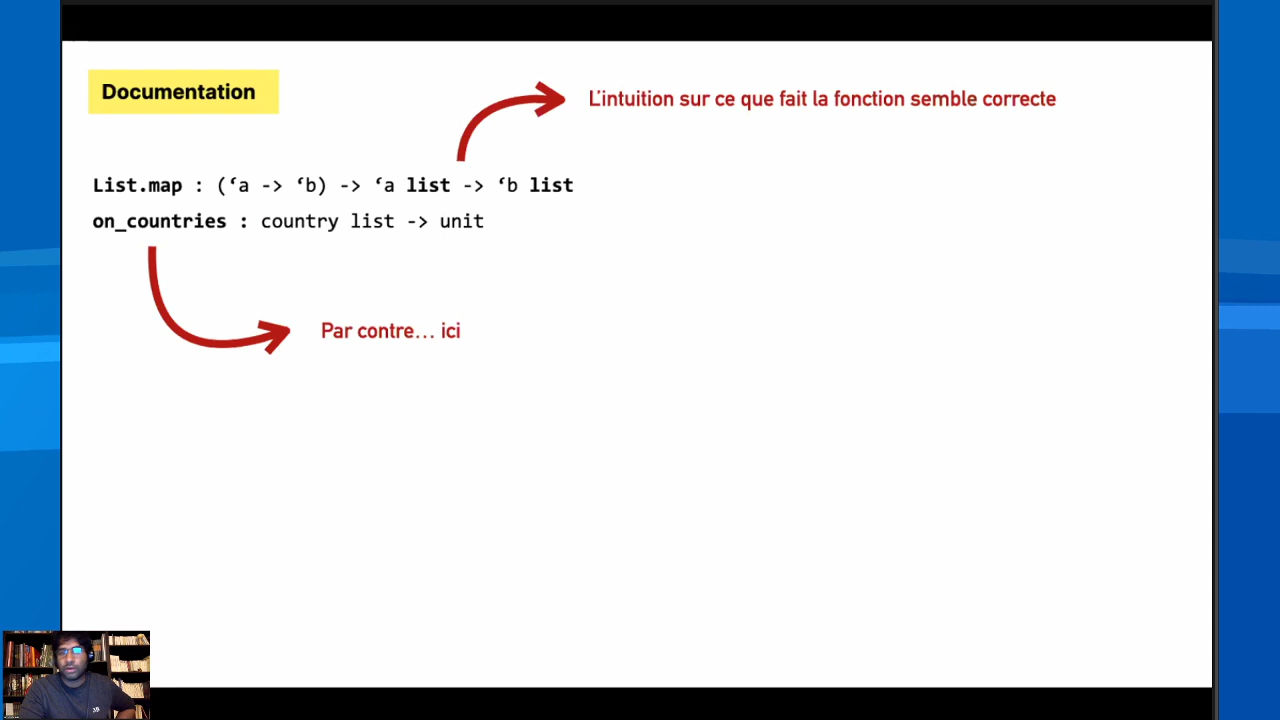 Documentation
L'intuition sur ce que fait la fonction semble correcte
List.map : (‘a -> ‘b) -> ‘a list -> ‘b list
on_countries : country list -> unit
Par contre... ici